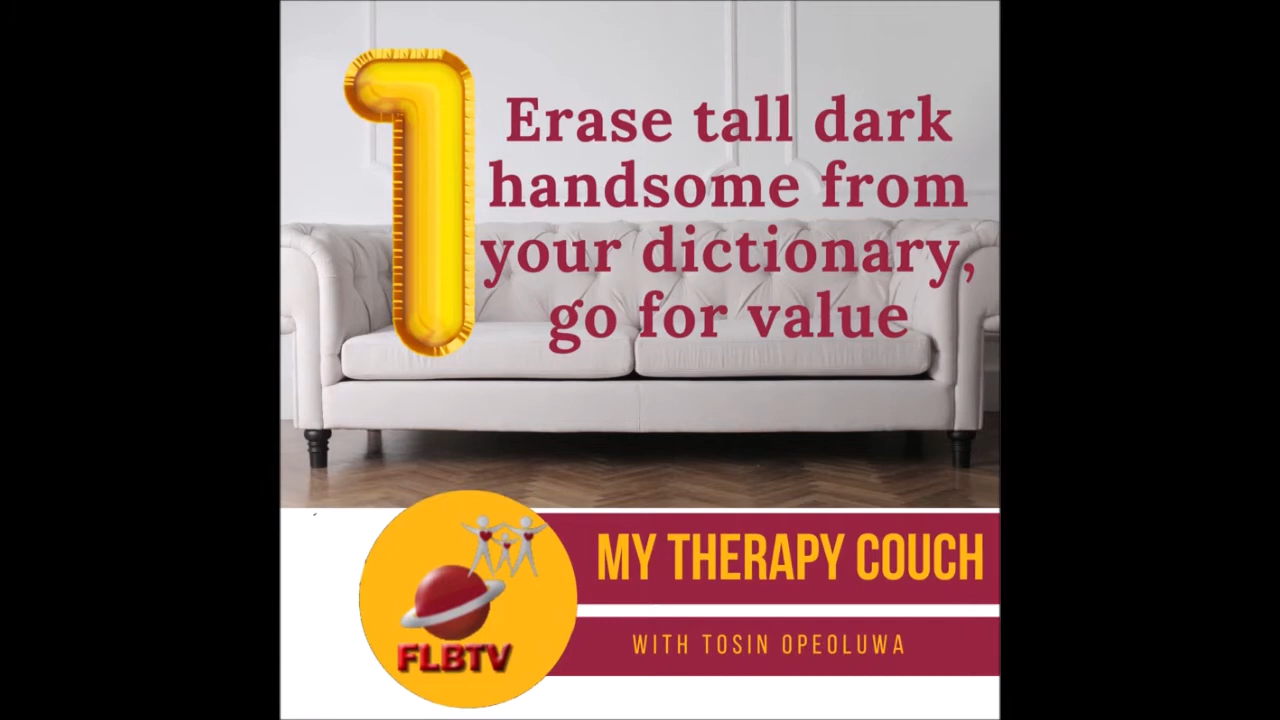 1
Erase tall dark
handsome from
your dictionary,
go for value
MY THERAPY COUCH
WITH TOSIN OPEOLUWA
FLBTV